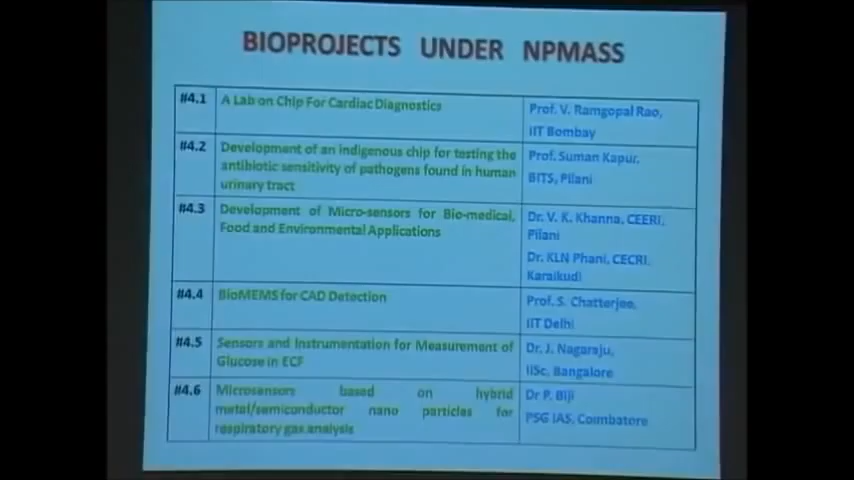 BIOPROJECTS UNDER NPMASS
#4.1 A Lab on Chip For Cardiac Diagnostics Prof. V. Ramgopal Rao,
IIT Bombay
#4.2 Development of an indigenous chip for testing the
antibiotic sensitivity of pathogens found in human
urinary tract
Prof. Suman Kapur,
BITS, Pilani
#4.3 Development of Micro-sensors for Bio-medical,
Food and Environmental Applications
Dr. V. K. Khanna, CEERI,
Pilani
Dr. KLN Phani, CECRI,
Karaikudi
#4.4 BioMEMS for CAD Detection Prof. S. Chatterjee,
IIT Delhi
#4.5 Sensors and Instrumentation for Measurement of
Glucose in ECF
Dr. J. Nagaraju,
IISc, Bangalore
#4.6 Microsensors based on hybrid
metal/semiconductor nano particles for
respiratory gas analysis
Dr P. Biji
PSG IAS, Coimbatore